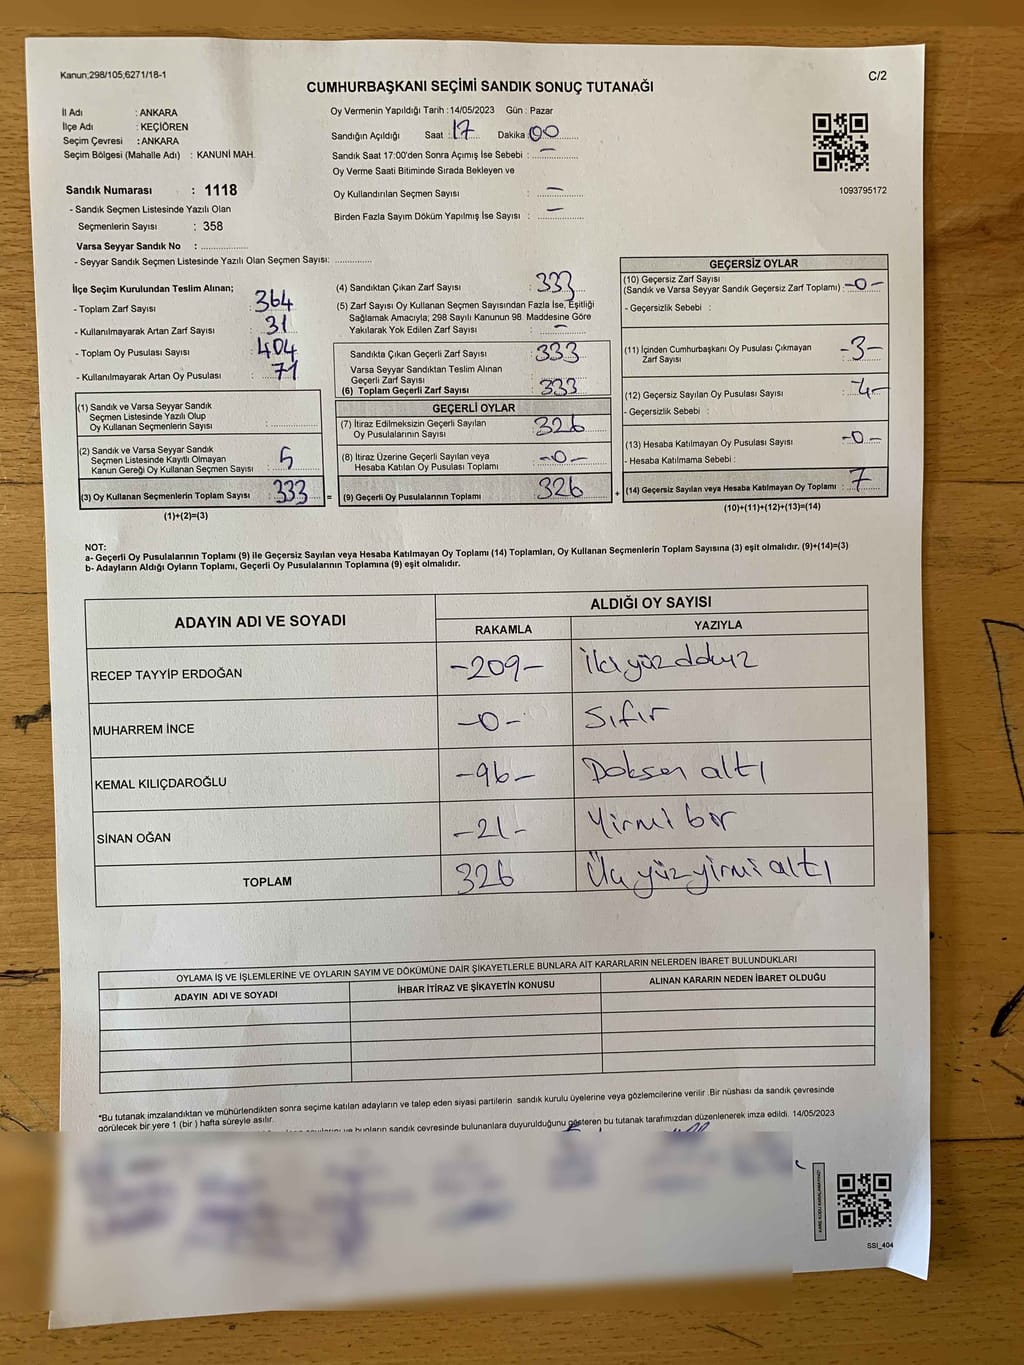 Kanun,298/105,6271/18-1
C/2
CUMHURBAŞKANI SEÇİMİ SANDIK SONUÇ TUTANAĞI
İl Adı : ANKARA
İlçe Adı : KEÇİÖREN
Seçim Çevresi : ANKARA
Seçim Bölgesi (Mahalle Adı) : KANUNİ MAH.
Oy Vermenin Yapıldığı Tarih : 14/05/2023 Gün : Pazar
Sandığın Açıldığı Saat : 17 Dakika : 00
Sandık Saat 17:00'den Sonra Açımış İse Sebebi : –
Oy Verme Saati Bitiminde Sırada Bekleyen ve
Oy Kullandırılan Seçmen Sayısı : –
Birden Fazla Sayım Döküm Yapılmış İse Sayısı : –
1093795172
Sandık Numarası : 1118
- Sandık Seçmen Listesinde Yazılı Olan
Seçmenlerin Sayısı : 358
Varsa Seyyar Sandık No :
- Seyyar Sandık Seçmen Listesinde Yazılı Olan Seçmen Sayısı:
İlçe Seçim Kurulundan Teslim Alınan;
- Toplam Zarf Sayısı : 364
- Kullanılmayarak Artan Zarf Sayısı : 31
- Toplam Oy Pusulası Sayısı : 404
- Kullanılmayarak Artan Oy Pusulası : 71
(1) Sandık ve Varsa Seyyar Sandık
Seçmen Listesinde Yazılı Olup
Oy Kullanan Seçmenlerin Sayısı :
(2) Sandık ve Varsa Seyyar Sandık
Seçmen Listesinde Kayıtlı Olmayan
Kanun Gereği Oy Kullanan Seçmen Sayısı : 5
(3) Oy Kullanan Seçmenlerin Toplam Sayısı : 333 =
(1)+(2)=(3)
(4) Sandıktan Çıkan Zarf Sayısı : 333
(5) Zarf Sayısı Oy Kullanan Seçmen Sayısından Fazla İse, Eşitliği
Sağlamak Amacıyla; 298 Sayılı Kanunun 98. Maddesine Göre
Yakılarak Yok Edilen Zarf Sayısı : –
Sandıkta Çıkan Geçerli Zarf Sayısı : 333
Varsa Seyyar Sandıktan Teslim Alınan
Geçerli Zarf Sayısı :
(6) Toplam Geçerli Zarf Sayısı : 333
GEÇERLİ OYLAR
(7) İtiraz Edilmeksizin Geçerli Sayılan
Oy Pusulalarının Sayısı : 326
(8) İtiraz Üzerine Geçerli Sayılan veya
Hesaba Katılan Oy Pusulası Toplamı : -0-
(9) Geçerli Oy Pusulalarının Toplamı : 326 +
GEÇERSİZ OYLAR
(10) Geçersiz Zarf Sayısı
(Sandık ve Varsa Seyyar Sandık Geçersiz Zarf Toplamı) : -0-
- Geçersizlik Sebebi :
(11) İçinden Cumhurbaşkanı Oy Pusulası Çıkmayan
Zarf Sayısı : -3-
(12) Geçersiz Sayılan Oy Pusulası Sayısı : -4-
- Geçersizlik Sebebi :
(13) Hesaba Katılmayan Oy Pusulası Sayısı : -0-
- Hesaba Katılmama Sebebi :
(14) Geçersiz Sayılan veya Hesaba Katılmayan Oy Toplamı : 7
(10)+(11)+(12)+(13)=(14)
NOT:
a- Geçerli Oy Pusulalarının Toplamı (9) ile Geçersiz Sayılan veya Hesaba Katılmayan Oy Toplamı (14) Toplamları, Oy Kullanan Seçmenlerin Toplam Sayısına (3) eşit olmalıdır. (9)+(14)=(3)
b- Adayların Aldığı Oyların Toplamı, Geçerli Oy Pusulalarının Toplamına (9) eşit olmalıdır.
ADAYIN ADI VE SOYADI
ALDIĞI OY SAYISI
RAKAMLA YAZIYLA
RECEP TAYYİP ERDOĞAN -209- İki yüz dokuz
MUHARREM İNCE -0- Sıfır
KEMAL KILIÇDAROĞLU -96- Doksan altı
SİNAN OĞAN -21- Yirmi bir
TOPLAM 326 Üç yüz yirmi altı
OYLAMA İŞ VE İŞLEMLERİNE VE OYLARIN SAYIM VE DÖKÜMÜNE DAİR ŞİKAYETLERLE BUNLARA AİT KARARLARIN NELERDEN İBARET BULUNDUKLARI
ADAYIN ADI VE SOYADI İHBAR İTİRAZ VE ŞİKAYETİN KONUSU ALINAN KARARIN NEDEN İBARET OLDUĞU
*Bu tutanak imzalandıktan ve mühürlendikten sonra seçime katılan adayların ve talep eden siyasi partilerin sandık kurulu üyelerine veya gözlemcilerine verilir .Bir nüshası da sandık çevresinde
görülecek bir yere 1 (bir ) hafta süreyle asılır.
bunların sandık çevresinde bulunanlara duyurulduğunu gösteren bu tutanak tarafımızdan düzenlenerek imza edildi. 14/05/2023
SSI_404